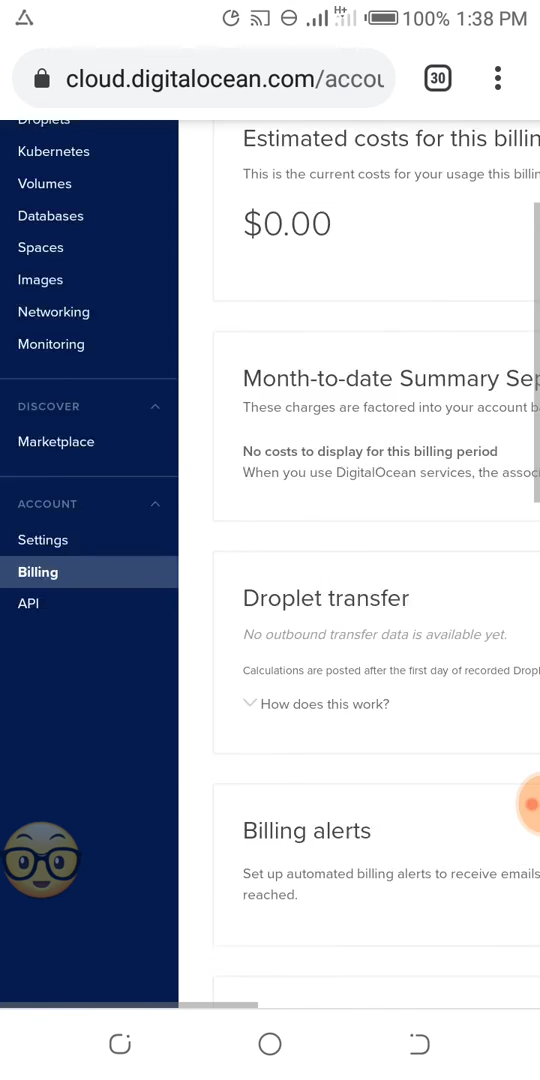 H+
100% 1:38 PM
cloud.digitalocean.com/accou
30
Droplets
Kubernetes
Volumes
Databases
Spaces
Images
Networking
Monitoring
DISCOVER
Marketplace
ACCOUNT
Settings
Billing
API
Estimated costs for this billin
This is the current costs for your usage this billin
$0.00
Month-to-date Summary Sep
These charges are factored into your account b
No costs to display for this billing period
When you use DigitalOcean services, the assoc
Droplet transfer
No outbound transfer data is available yet.
Calculations are posted after the first day of recorded Drople
How does this work?
Billing alerts
Set up automated billing alerts to receive emails
reached.